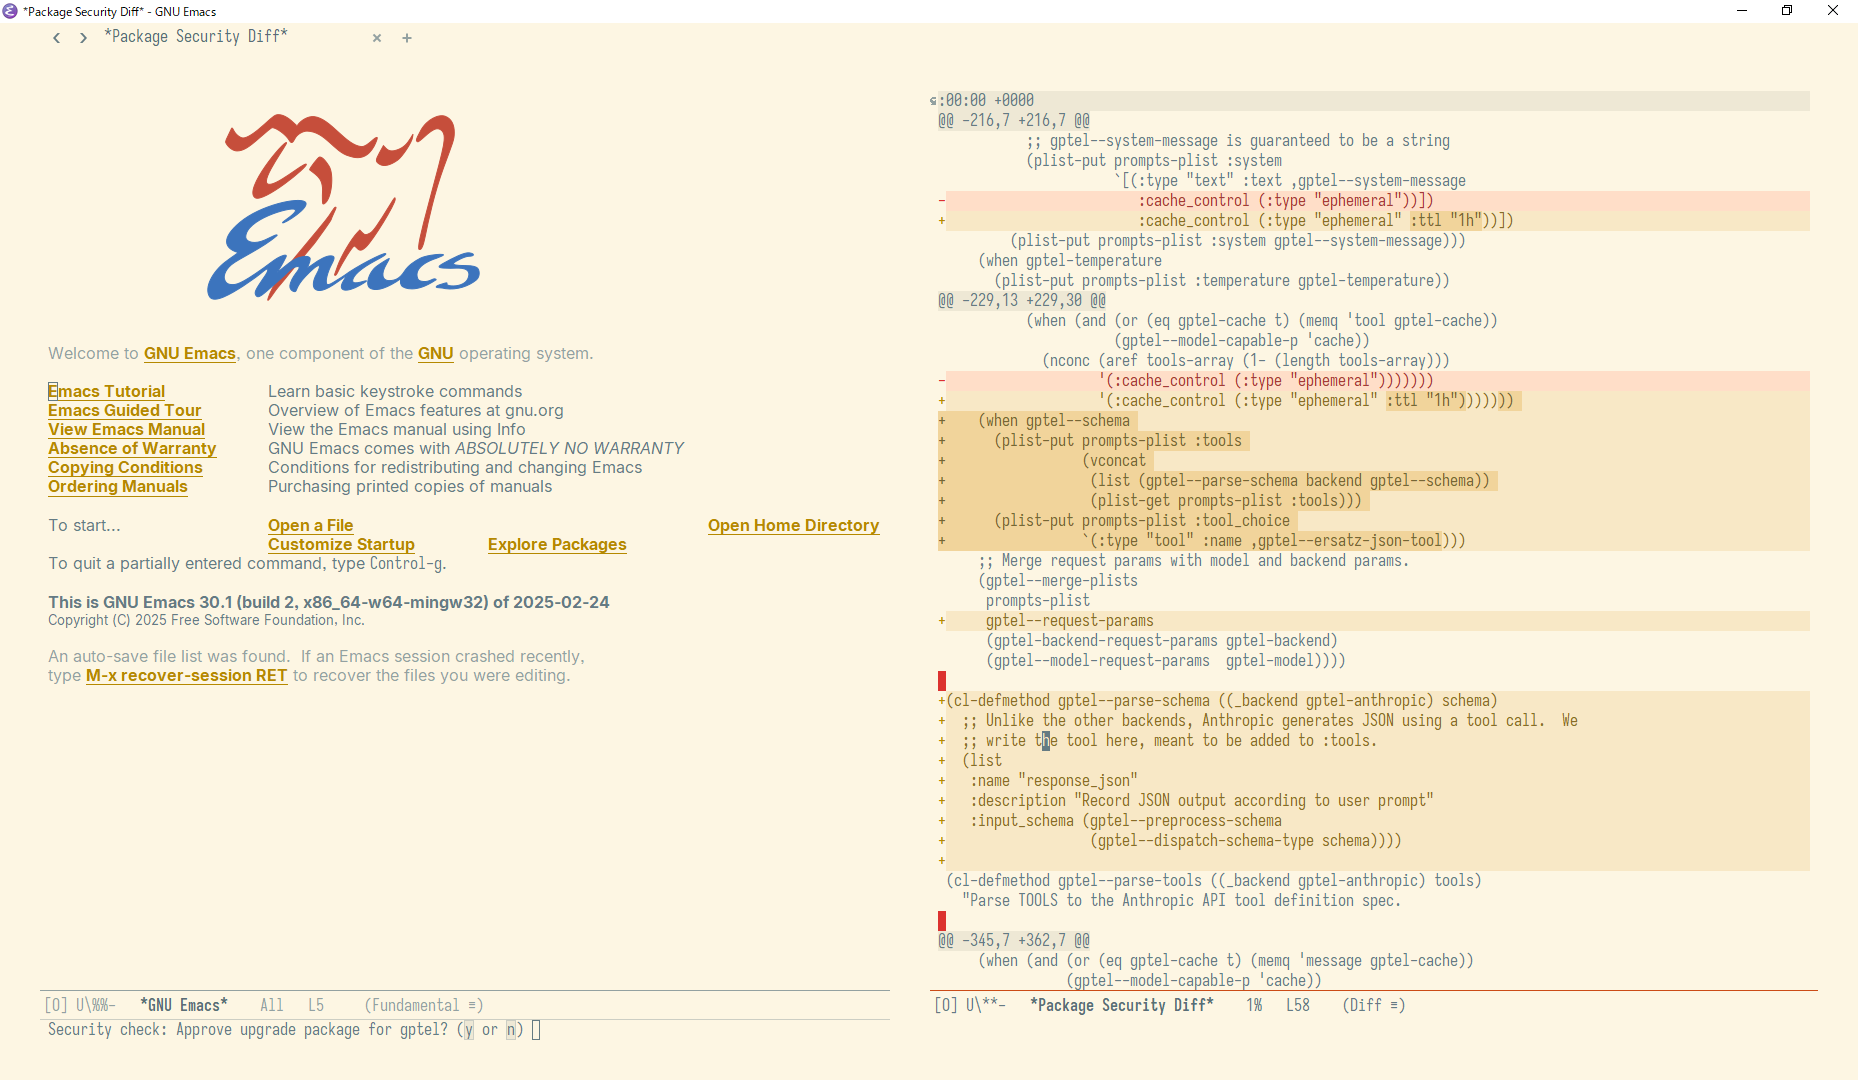 *Package Security Diff* - GNU Emacs
*Package Security Diff*
Emacs
Welcome to GNU Emacs, one component of the GNU operating system.
Emacs Tutorial Learn basic keystroke commands
Emacs Guided Tour Overview of Emacs features at gnu.org
View Emacs Manual View the Emacs manual using Info
Absence of Warranty GNU Emacs comes with ABSOLUTELY NO WARRANTY
Copying Conditions Conditions for redistributing and changing Emacs
Ordering Manuals Purchasing printed copies of manuals
To start... Open a File Open Home Directory
Customize Startup Explore Packages
To quit a partially entered command, type Control-g.
This is GNU Emacs 30.1 (build 2, x86_64-w64-mingw32) of 2025-02-24
Copyright (C) 2025 Free Software Foundation, Inc.
An auto-save file list was found.  If an Emacs session crashed recently,
type M-x recover-session RET to recover the files you were editing.
[O] U\%%- *GNU Emacs* All L5 (Fundamental ≡)
Security check: Approve upgrade package for gptel? (y or n)
:00:00 +0000
@@ -216,7 +216,7 @@
;; gptel--system-message is guaranteed to be a string
(plist-put prompts-plist :system
`[(:type "text" :text ,gptel--system-message
- :cache_control (:type "ephemeral"))])
+ :cache_control (:type "ephemeral" :ttl "1h"))])
(plist-put prompts-plist :system gptel--system-message)))
(when gptel-temperature
(plist-put prompts-plist :temperature gptel-temperature))
@@ -229,13 +229,30 @@
(when (and (or (eq gptel-cache t) (memq 'tool gptel-cache))
(gptel--model-capable-p 'cache))
(nconc (aref tools-array (1- (length tools-array)))
- '(:cache_control (:type "ephemeral")))))))
+ '(:cache_control (:type "ephemeral" :ttl "1h")))))))
+ (when gptel--schema
+ (plist-put prompts-plist :tools
+ (vconcat
+ (list (gptel--parse-schema backend gptel--schema))
+ (plist-get prompts-plist :tools)))
+ (plist-put prompts-plist :tool_choice
+ `(:type "tool" :name ,gptel--ersatz-json-tool)))
;; Merge request params with model and backend params.
(gptel--merge-plists
prompts-plist
+ gptel--request-params
(gptel-backend-request-params gptel-backend)
(gptel--model-request-params  gptel-model))))
+(cl-defmethod gptel--parse-schema ((_backend gptel-anthropic) schema)
+ ;; Unlike the other backends, Anthropic generates JSON using a tool call.  We
+ ;; write the tool here, meant to be added to :tools.
+ (list
+ :name "response_json"
+ :description "Record JSON output according to user prompt"
+ :input_schema (gptel--preprocess-schema
+ (gptel--dispatch-schema-type schema))))
+
(cl-defmethod gptel--parse-tools ((_backend gptel-anthropic) tools)
"Parse TOOLS to the Anthropic API tool definition spec.
@@ -345,7 +362,7 @@
(when (and (or (eq gptel-cache t) (memq 'message gptel-cache))
(gptel--model-capable-p 'cache))
[O] U\**- *Package Security Diff* 1% L58 (Diff ≡)